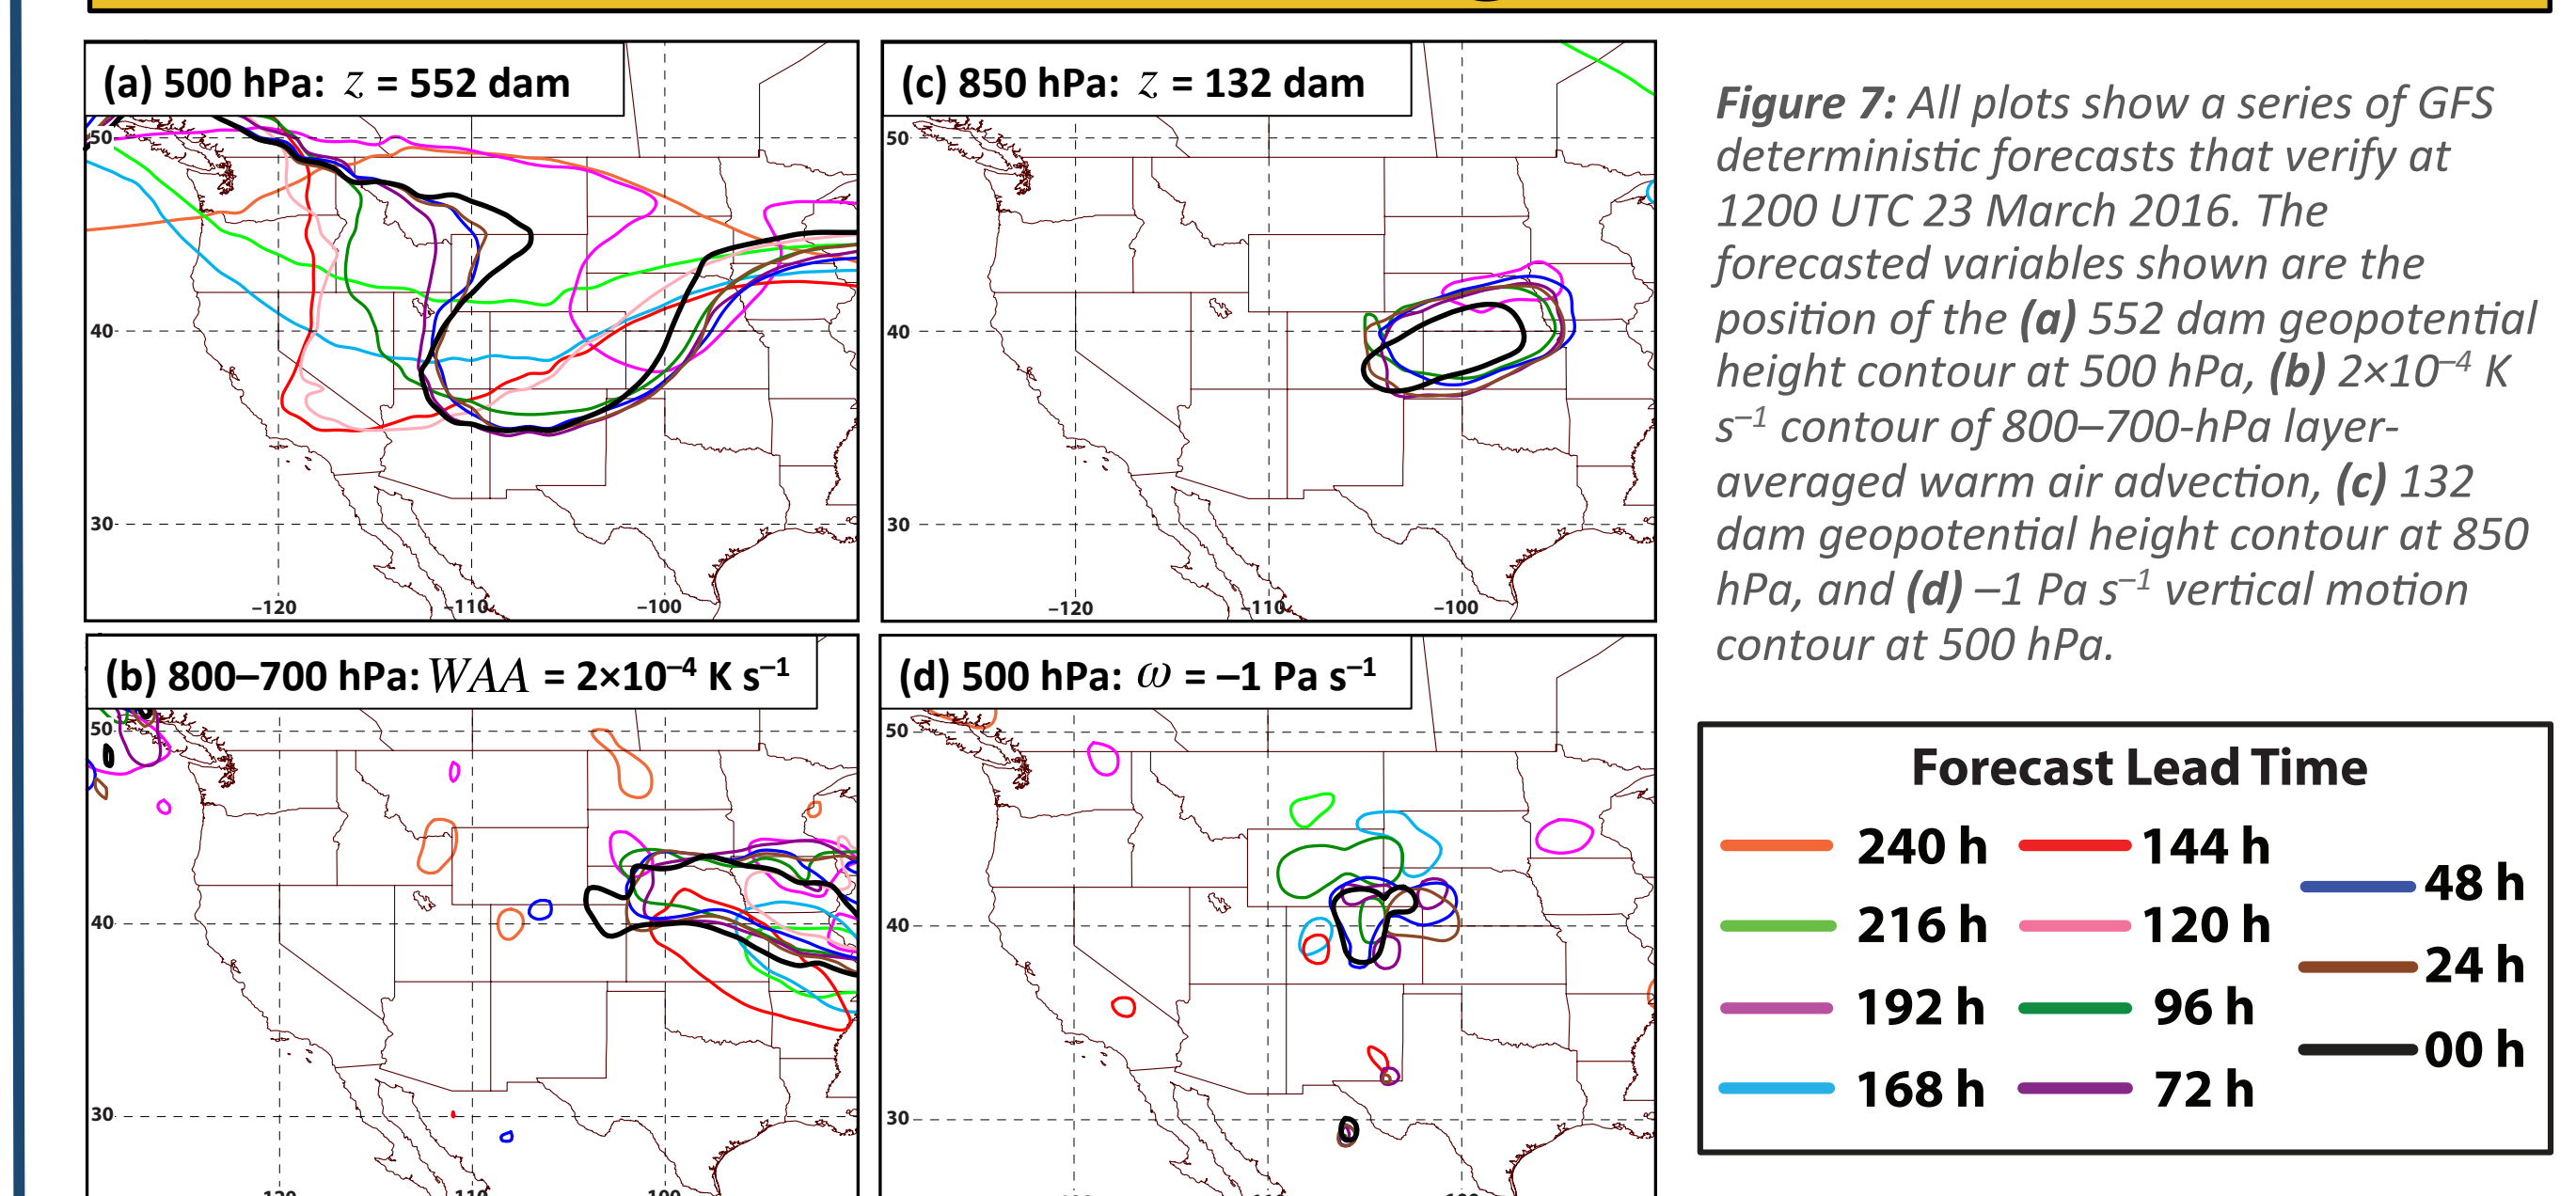 (a) 500 hPa: z = 552 dam
50
40
30
−120
−110
−100
(c) 850 hPa: z = 132 dam
50
40
30
−120
−110
−100
Figure 7: All plots show a series of GFS
deterministic forecasts that verify at
1200 UTC 23 March 2016. The
forecasted variables shown are the
position of the (a) 552 dam geopotential
height contour at 500 hPa, (b) 2×10⁻⁴ K
s⁻¹ contour of 800–700-hPa layer-
averaged warm air advection, (c) 132
dam geopotential height contour at 850
hPa, and (d) –1 Pa s⁻¹ vertical motion
contour at 500 hPa.
(b) 800–700 hPa: WAA = 2×10⁻⁴ K s⁻¹
50
40
30
(d) 500 hPa: ω = –1 Pa s⁻¹
50
40
30
Forecast Lead Time
240 h
216 h
192 h
168 h
144 h
120 h
96 h
72 h
48 h
24 h
00 h